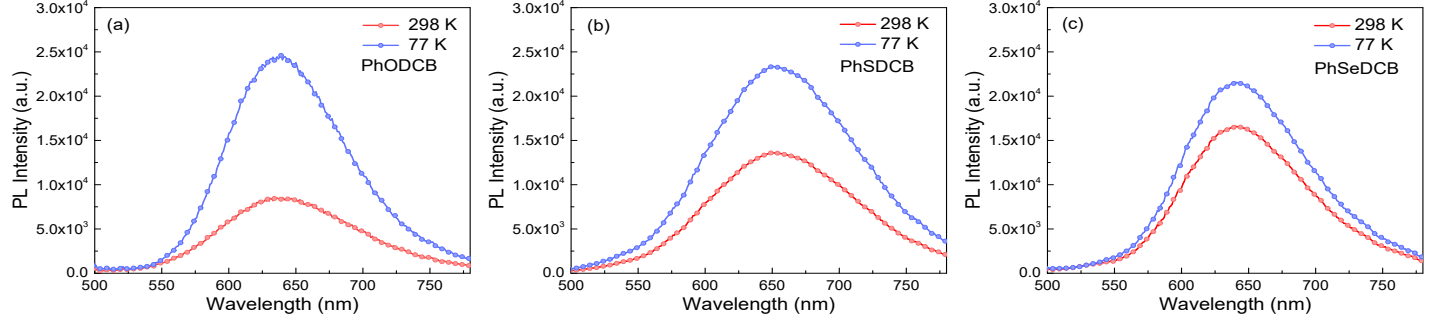 (a)
298 K
77 K
PhODCB
PL Intensity (a.u.)
3.0x10⁴
2.5x10⁴
2.0x10⁴
1.5x10⁴
1.0x10⁴
5.0x10³
0.0
500 550 600 650 700 750
Wavelength (nm)
(b)
298 K
77 K
PhSDCB
PL Intensity (a.u.)
3.0x10⁴
2.5x10⁴
2.0x10⁴
1.5x10⁴
1.0x10⁴
5.0x10³
0.0
500 550 600 650 700 750
Wavelength (nm)
(c)
298 K
77 K
PhSeDCB
PL Intensity (a.u.)
3.0x10⁴
2.5x10⁴
2.0x10⁴
1.5x10⁴
1.0x10⁴
5.0x10³
0.0
500 550 600 650 700 750
Wavelength (nm)